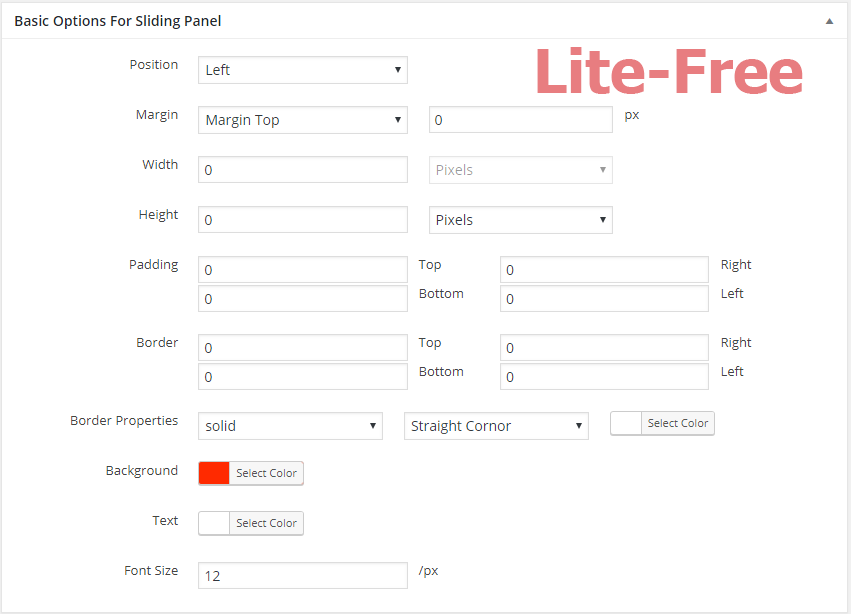 Basic Options For Sliding Panel
Lite-Free
Position Left
Margin Margin Top 0 px
Width 0 Pixels
Height 0 Pixels
Padding 0 Top 0 Right
0 Bottom 0 Left
Border 0 Top 0 Right
0 Bottom 0 Left
Border Properties solid Straight Cornor Select Color
Background Select Color
Text Select Color
Font Size 12 /px